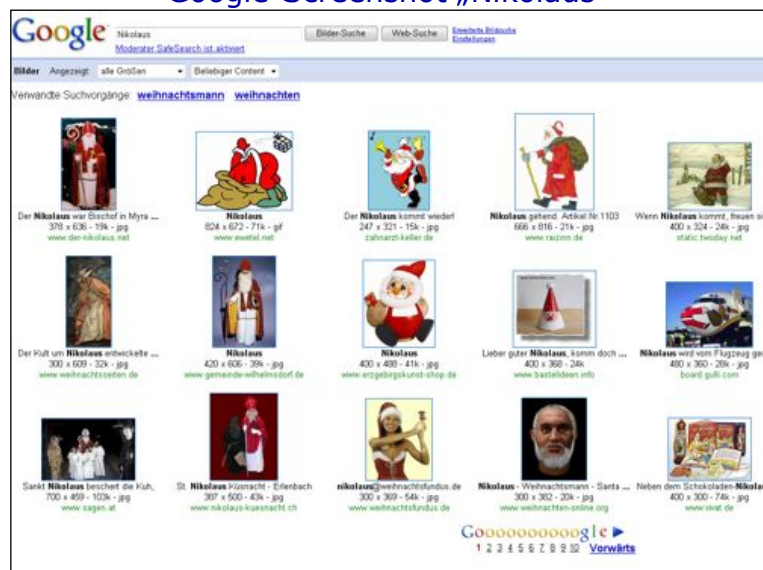 Google Screenshot „Nikolaus“
Google Nikolaus Bilder-Suche Web-Suche Erweiterte Bildsuche
Einstellungen
Moderater SafeSearch ist aktiviert
Bilder Angezeigt: alle Größen Beliebiger Content
Verwandte Suchvorgänge: weihnachtsmann weihnachten
Der Nikolaus war Bischof in Myra ... Nikolaus Der Nikolaus kommt wieder! Nikolaus gehend. Artikel Nr.1103 Wenn Nikolaus kommt, freuen si
378 x 636 - 19k - jpg 824 x 672 - 71k - gif 247 x 321 - 15k - jpg 666 x 816 - 21k - jpg 400 x 324 - 24k - jpg
www.der-nikolaus.net www.ewetel.net zahnarzt-keller.de www.raizinn.de static.twoday.net
Der Kult um Nikolaus entwickelte ... Nikolaus Nikolaus Lieber guter Nikolaus, komm doch ... Nikolaus wird vom Flugzeug ge
300 x 609 - 32k - jpg 420 x 606 - 39k - jpg 400 x 488 - 41k - jpg 400 x 368 - 24k 480 x 360 - 28k - jpg
www.weihnachtsseiten.de www.gemeinde-wilhelmsdorf.de www.erzgebirgskunst-shop.de www.bastelideen.info board.gulli.com
Sankt Nikolaus beschert die Kuh, St. Nikolaus Küsnacht - Erlenbach nikolaus@weihnachtsfundus.de Nikolaus - Weihnachtsmann - Santa ... Neben dem Schokoladen-Nikola
700 x 459 - 103k - jpg 387 x 500 - 43k - jpg 300 x 369 - 54k - jpg 300 x 382 - 20k - jpg 400 x 300 - 74k - jpg
www.sagen.at www.nikolaus-kuesnacht.ch www.weihnachtsfundus.de www.weihnachten-online.org www.vivat.de
Goooooooooogle
1 2 3 4 5 6 7 8 9 10 Vorwärts